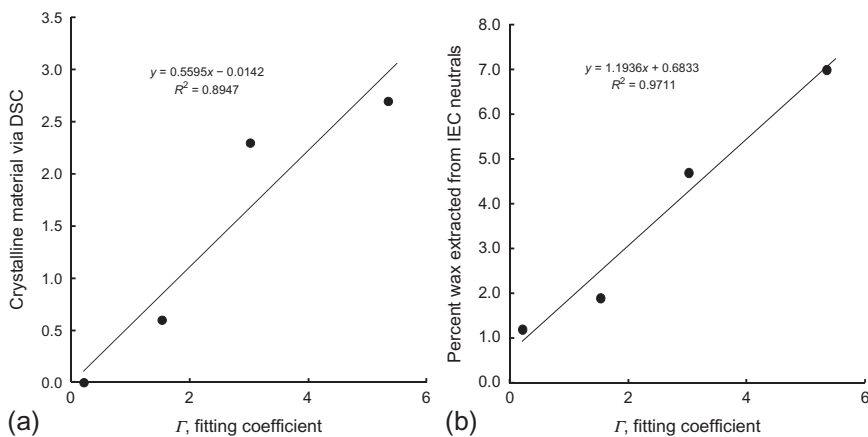 3.5
3.0
2.5
2.0
1.5
1.0
0.5
0.0
Crystalline material via DSC
y = 0.5595x – 0.0142
R² = 0.8947
0 2 4 6
(a) Γ, fitting coefficient
8.0
7.0
6.0
5.0
4.0
3.0
2.0
1.0
0.0
Percent wax extracted from IEC neutrals
y = 1.1936x + 0.6833
R² = 0.9711
0 2 4 6
(b) Γ, fitting coefficient